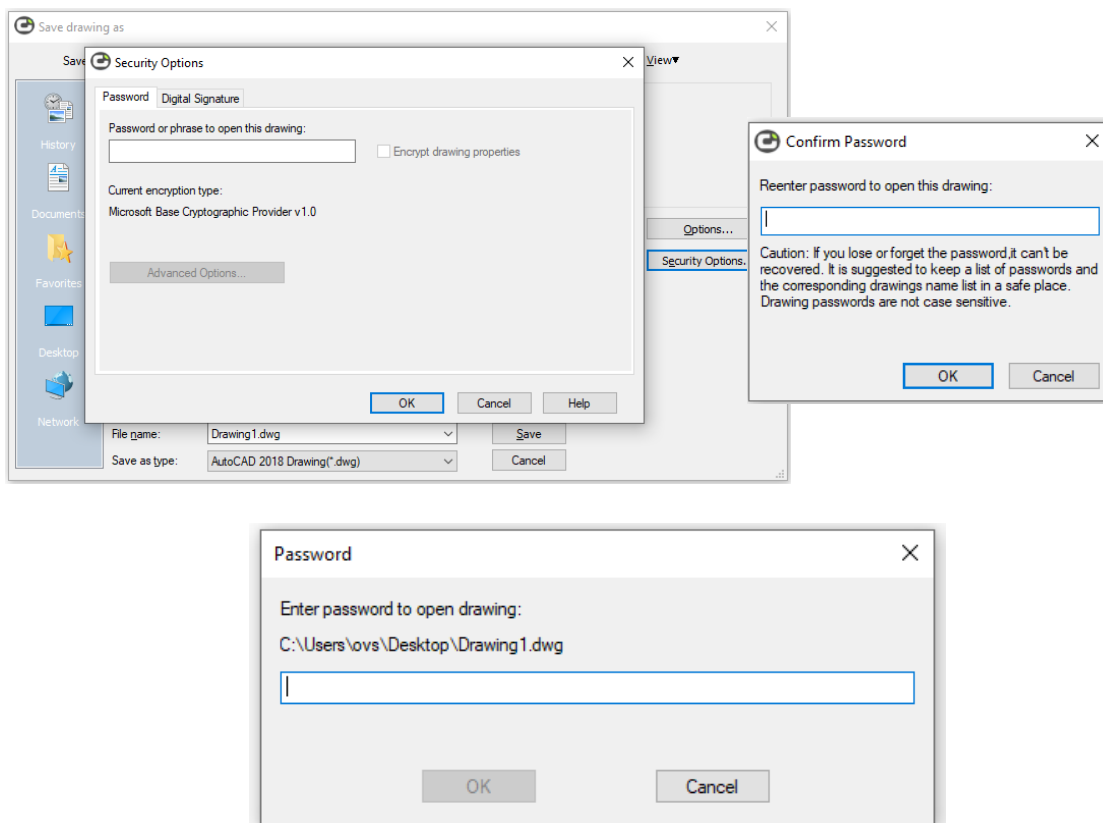 Save drawing as
Save
View▾
Security Options
Password
Digital Signature
Password or phrase to open this drawing:
Encrypt drawing properties
Current encryption type:
Microsoft Base Cryptographic Provider v1.0
Advanced Options...
OK
Cancel
Help
History
Documents
Favorites
Desktop
Network
Options...
Security Options.
File name:
Drawing1.dwg
Save
Save as type:
AutoCAD 2018 Drawing(*.dwg)
Cancel
Confirm Password
Reenter password to open this drawing:
Caution: If you lose or forget the password,it can't be
recovered. It is suggested to keep a list of passwords and
the corresponding drawings name list in a safe place.
Drawing passwords are not case sensitive.
OK
Cancel
Password
Enter password to open drawing:
C:\Users\ovs\Desktop\Drawing1.dwg
OK
Cancel